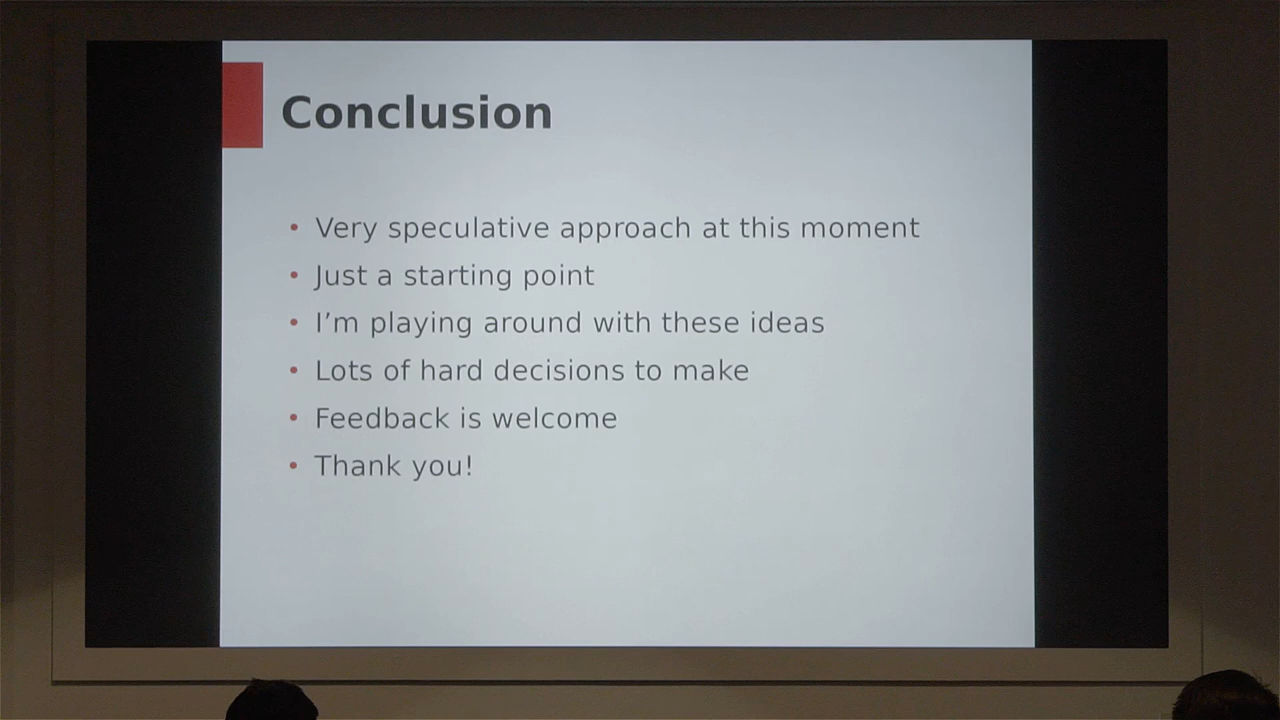 Conclusion
• Very speculative approach at this moment
• Just a starting point
• I’m playing around with these ideas
• Lots of hard decisions to make
• Feedback is welcome
• Thank you!